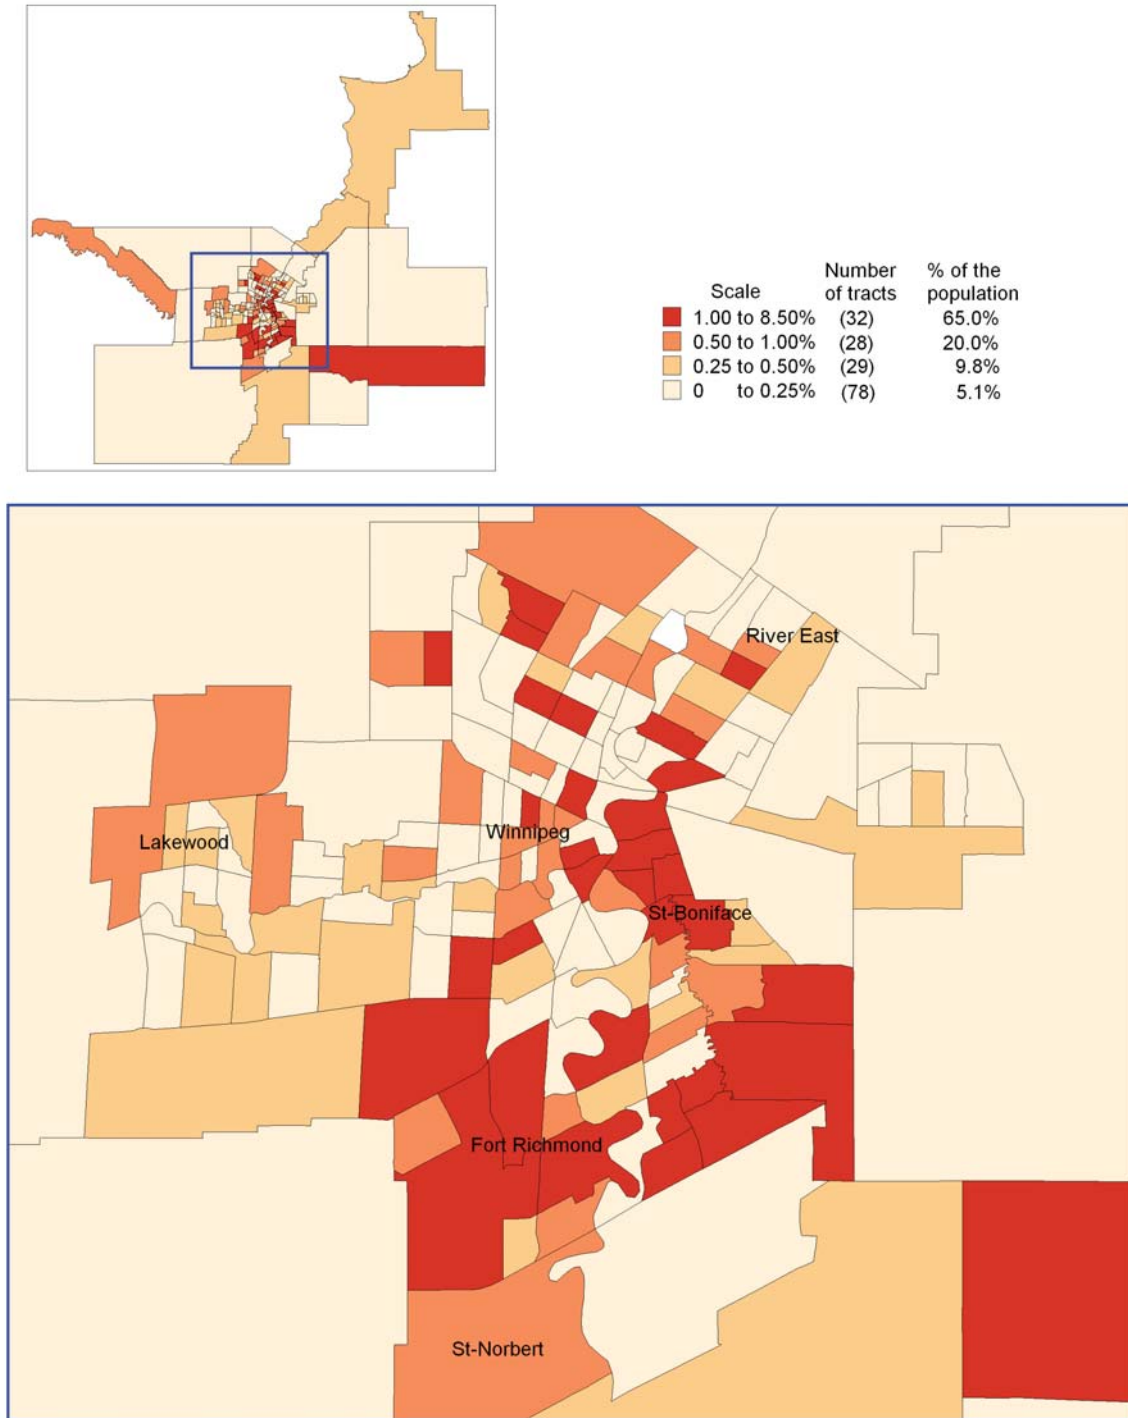 Number % of the
Scale of tracts population
1.00 to 8.50% (32) 65.0%
0.50 to 1.00% (28) 20.0%
0.25 to 0.50% (29) 9.8%
0 to 0.25% (78) 5.1%
River East
Winnipeg
Lakewood
St-Boniface
Fort Richmond
St-Norbert